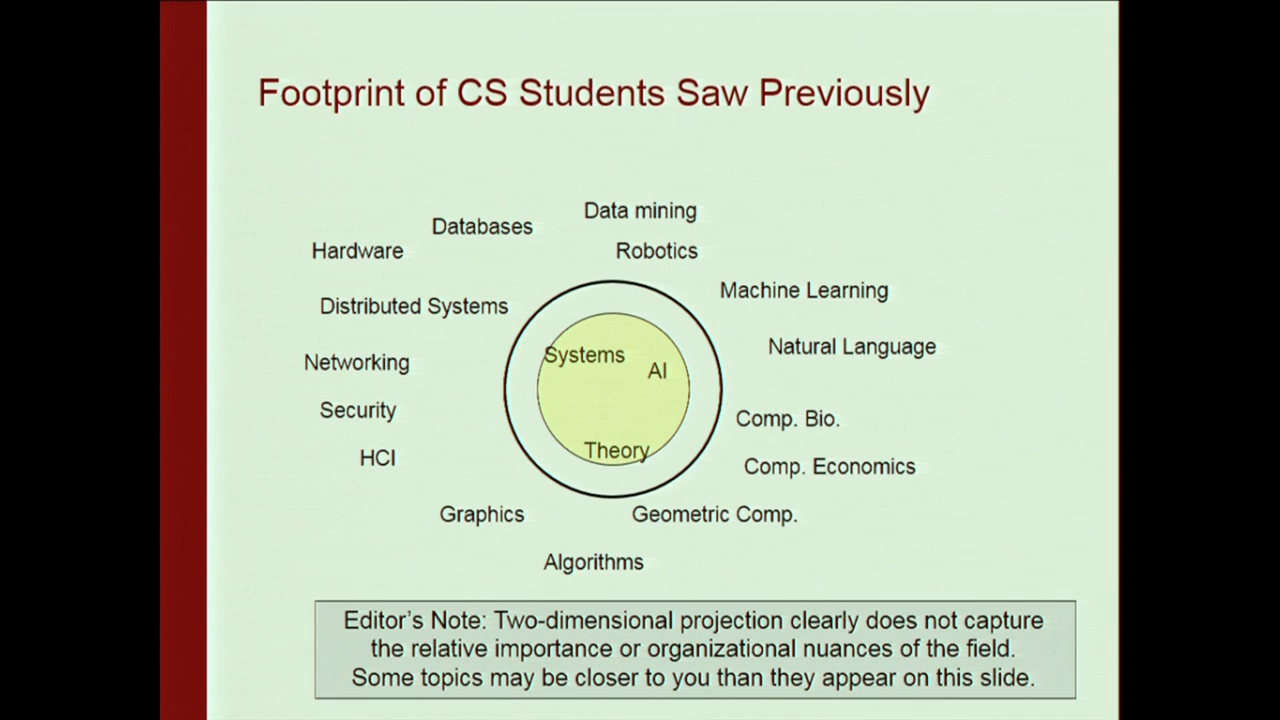 Footprint of CS Students Saw Previously
Data mining
Databases
Hardware
Robotics
Machine Learning
Distributed Systems
Natural Language
Systems
Networking
AI
Security
Comp. Bio.
Theory
HCI
Comp. Economics
Graphics
Geometric Comp.
Algorithms
Editor's Note: Two-dimensional projection clearly does not capture
the relative importance or organizational nuances of the field.
Some topics may be closer to you than they appear on this slide.